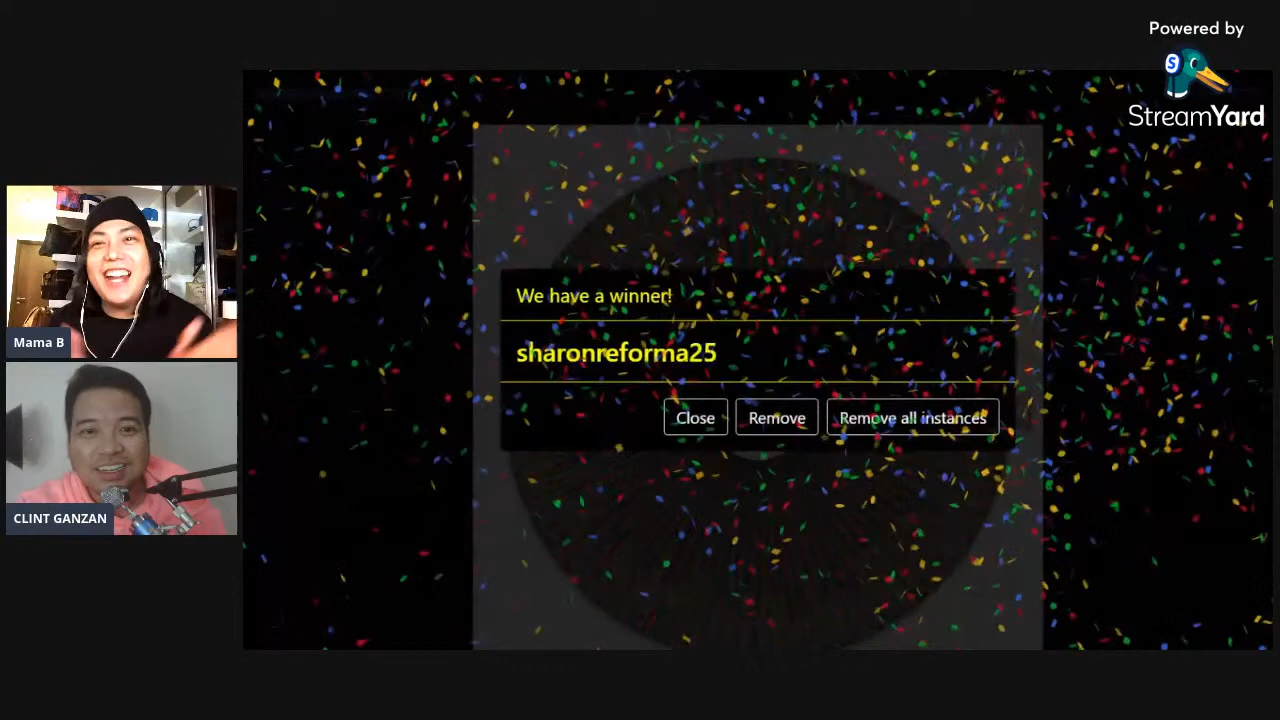 Powered by
S
StreamYard
Mama B
CLINT GANZAN
We have a winner!
sharonreforma25
Close Remove Remove all instances